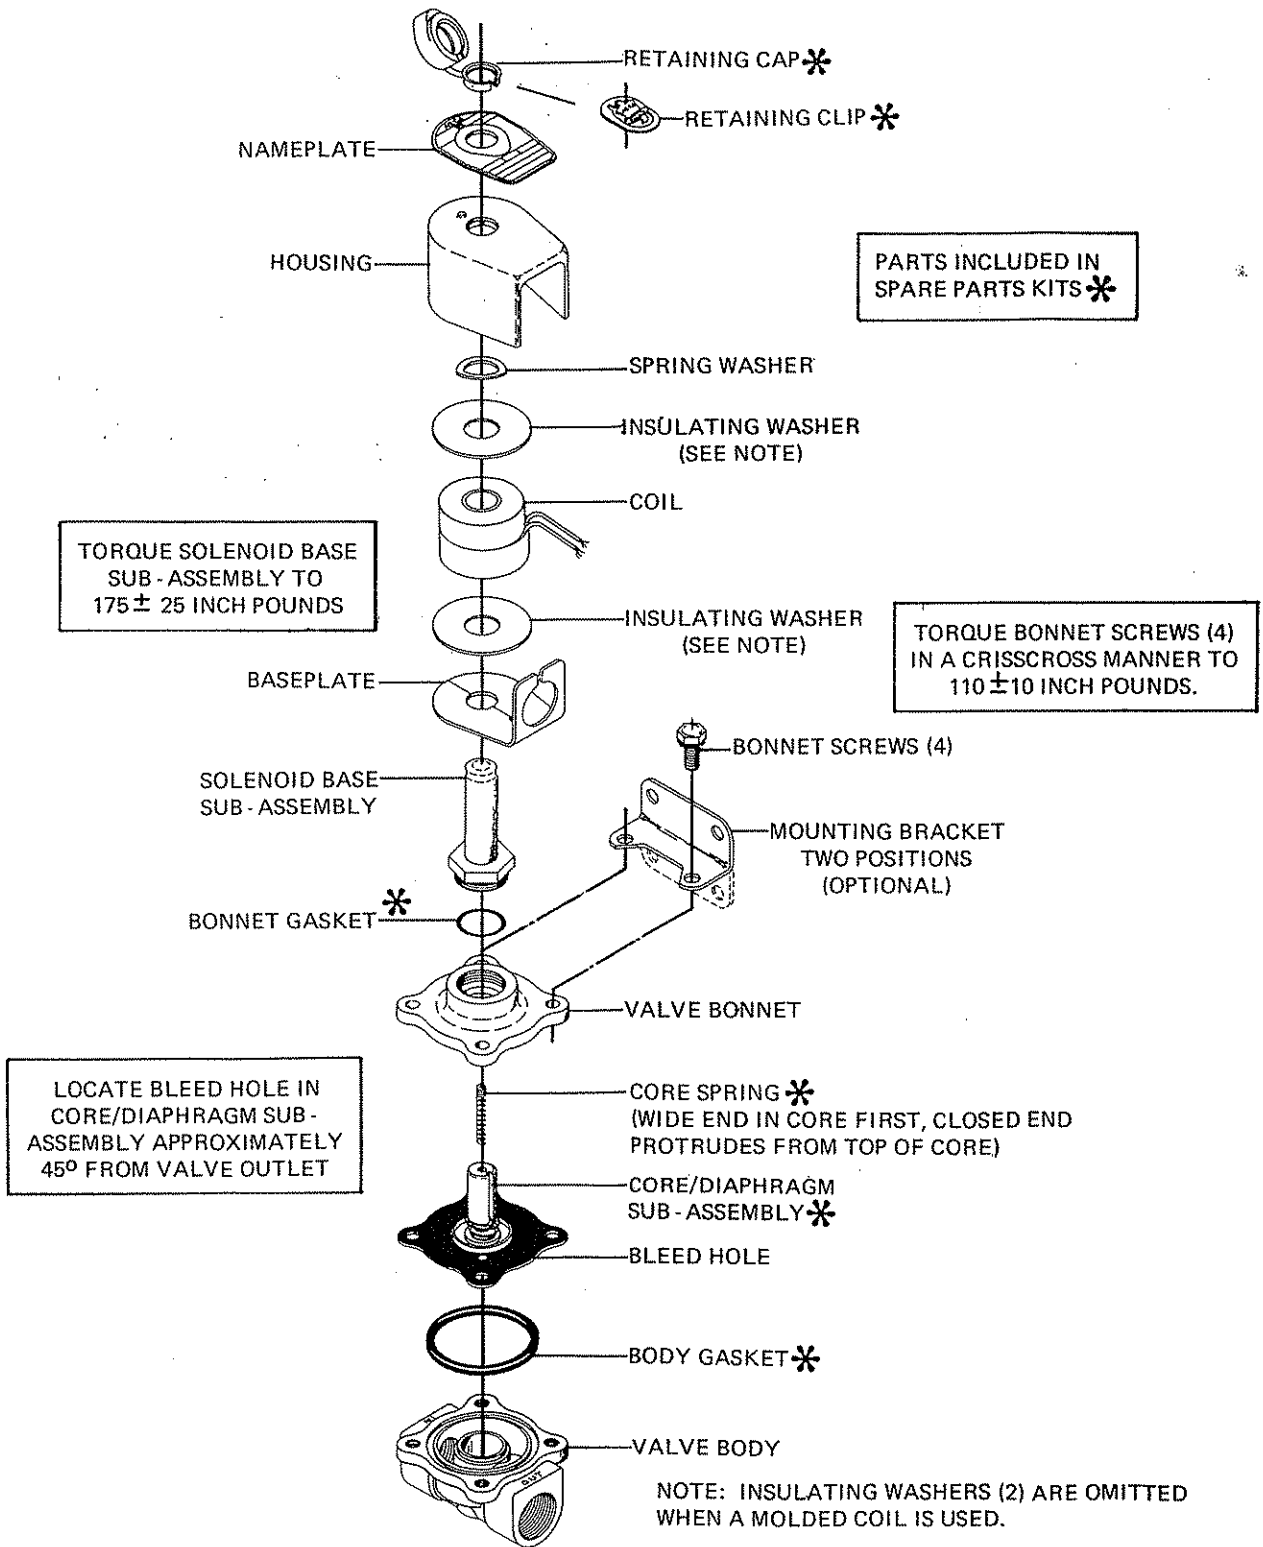 RETAINING CAP*
RETAINING CLIP*
NAMEPLATE
HOUSING
PARTS INCLUDED IN
SPARE PARTS KITS*
SPRING WASHER
INSULATING WASHER
(SEE NOTE)
COIL
TORQUE SOLENOID BASE
SUB-ASSEMBLY TO
175 ± 25 INCH POUNDS
INSULATING WASHER
(SEE NOTE)
TORQUE BONNET SCREWS (4)
IN A CRISSCROSS MANNER TO
110 ± 10 INCH POUNDS.
BASEPLATE
BONNET SCREWS (4)
SOLENOID BASE
SUB-ASSEMBLY
MOUNTING BRACKET
TWO POSITIONS
(OPTIONAL)
BONNET GASKET*
VALVE BONNET
LOCATE BLEED HOLE IN
CORE/DIAPHRAGM SUB-
ASSEMBLY APPROXIMATELY
45º FROM VALVE OUTLET
CORE SPRING*
(WIDE END IN CORE FIRST, CLOSED END
PROTRUDES FROM TOP OF CORE)
CORE/DIAPHRAGM
SUB-ASSEMBLY*
BLEED HOLE
BODY GASKET*
VALVE BODY
OUT
NOTE: INSULATING WASHERS (2) ARE OMITTED
WHEN A MOLDED COIL IS USED.